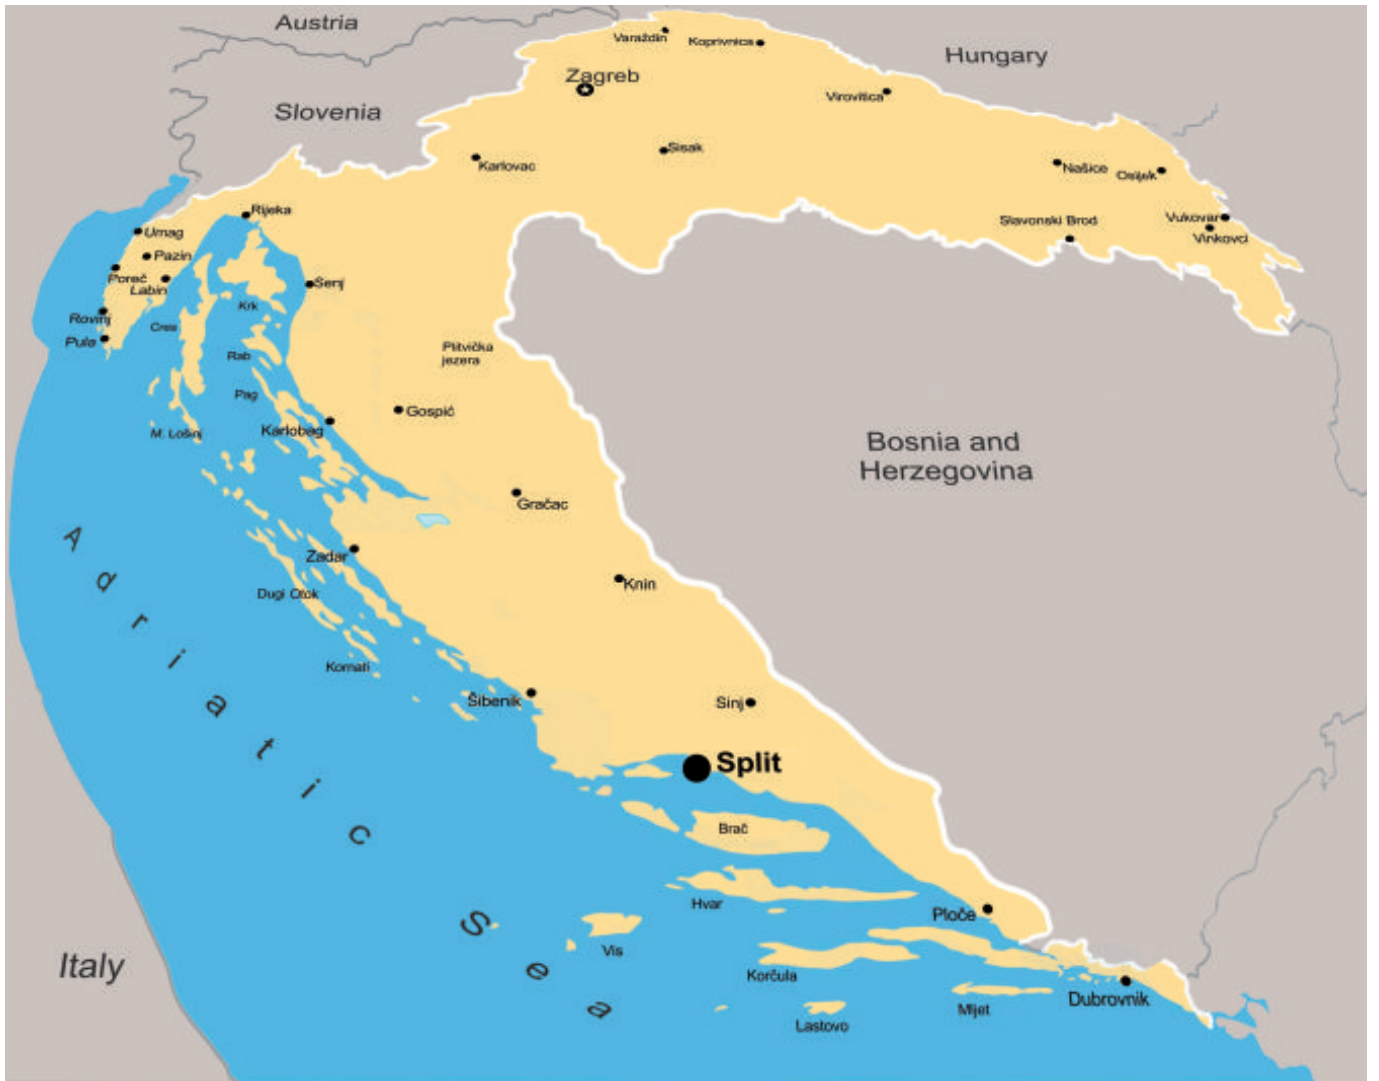 Austria
Varaždin
Koprivnica
Hungary
Zagreb
Virovitica
Slovenia
Karlovac
Sisak
Našice
Osijek
Rijeka
Slavonski Brod
Vukovar
Vinkovci
Umag
Pazin
Poreč
Labin
Senj
Krk
Rovinj
Cres
Pula
Rab
Plitvička
jezera
Pag
Gospić
Karlobag
M. Lošinj
Bosnia and
Herzegovina
Gračac
Zadar
Knin
Dugi Otok
Kornati
Šibenik
Sinj
Split
Adriatic Sea
Brač
Hvar
Ploče
Vis
Italy
Korčula
Dubrovnik
Mljet
Lastovo